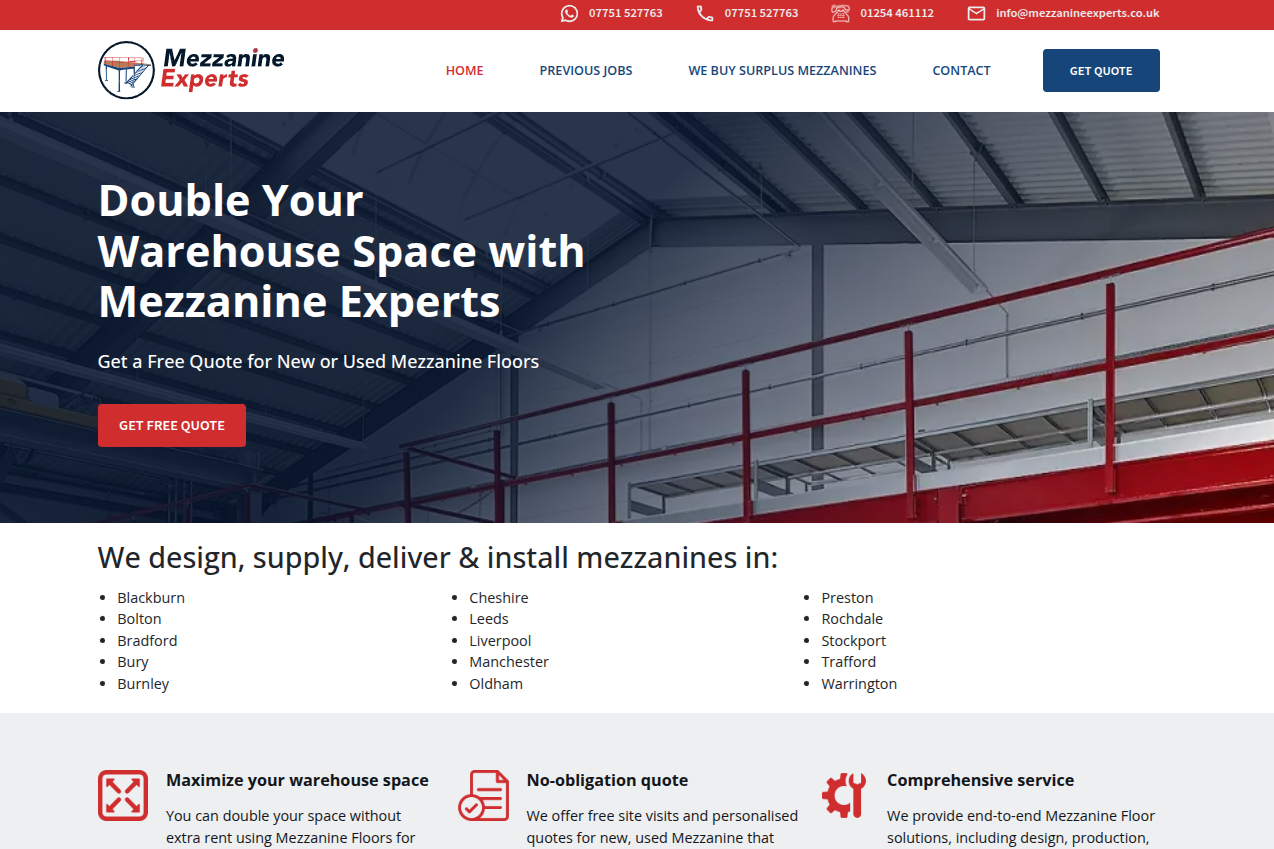 07751 527763 07751 527763 01254 461112 info@mezzanineexperts.co.uk
Mezzanine
Experts
HOME PREVIOUS JOBS WE BUY SURPLUS MEZZANINES CONTACT GET QUOTE
Double Your
Warehouse Space with
Mezzanine Experts
Get a Free Quote for New or Used Mezzanine Floors
GET FREE QUOTE
We design, supply, deliver & install mezzanines in:
Blackburn
Bolton
Bradford
Bury
Burnley
Cheshire
Leeds
Liverpool
Manchester
Oldham
Preston
Rochdale
Stockport
Trafford
Warrington
Maximize your warehouse space
You can double your space without
extra rent using Mezzanine Floors for
No-obligation quote
We offer free site visits and personalised
quotes for new, used Mezzanine that
Comprehensive service
We provide end-to-end Mezzanine Floor
solutions, including design, production,